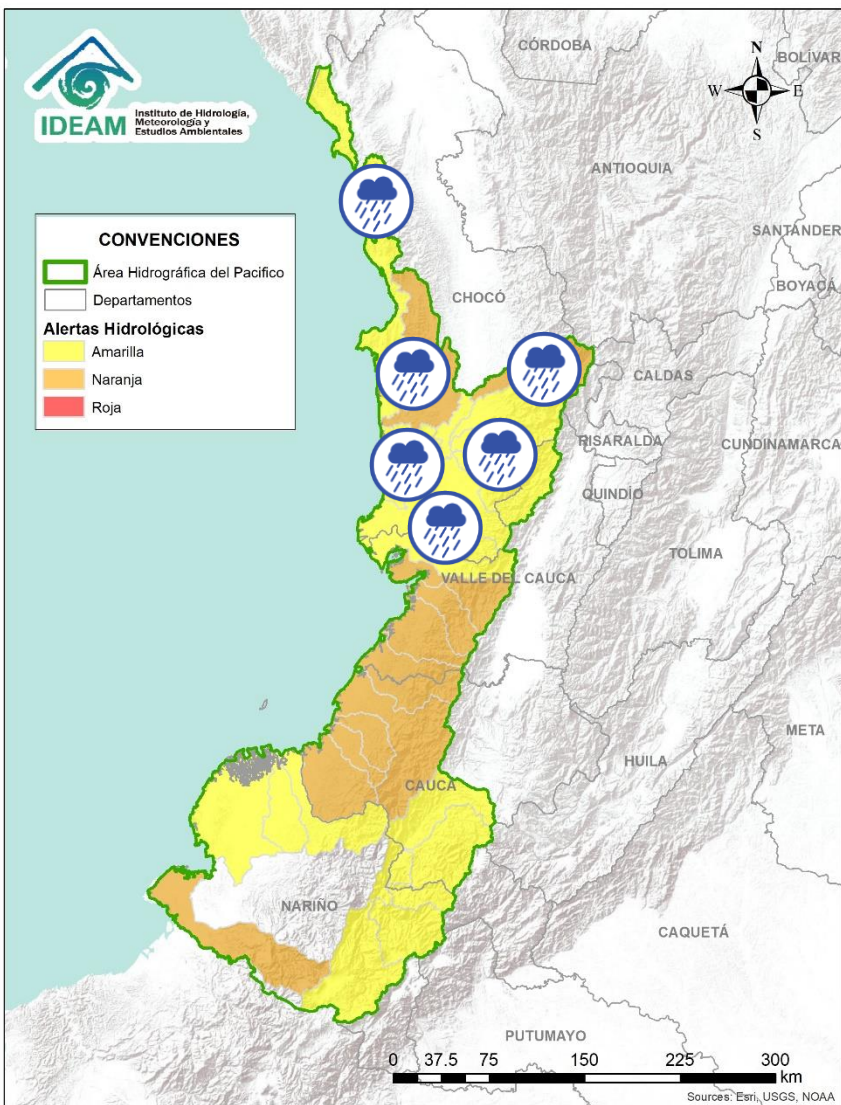 IDEAM
Instituto de Hidrología,
Meteorología y
Estudios Ambientales
CÓRDOBA
BOLÍVAR
N
W
E
S
ANTIOQUIA
SANTANDER
BOYACÁ
CONVENCIONES
Área Hidrográfica del Pacifico
Departamentos
Alertas Hidrológicas
Amarilla
Naranja
Roja
CHOCÓ
CALDAS
RISARALDA
CUNDINAMARCA
QUINDÍO
TOLIMA
VALLE DEL CAUCA
META
HUILA
CAUCA
NARIÑO
CAQUETÁ
PUTUMAYO
0 37.5 75 150 225 300
km
Sources: Esri, USGS, NOAA